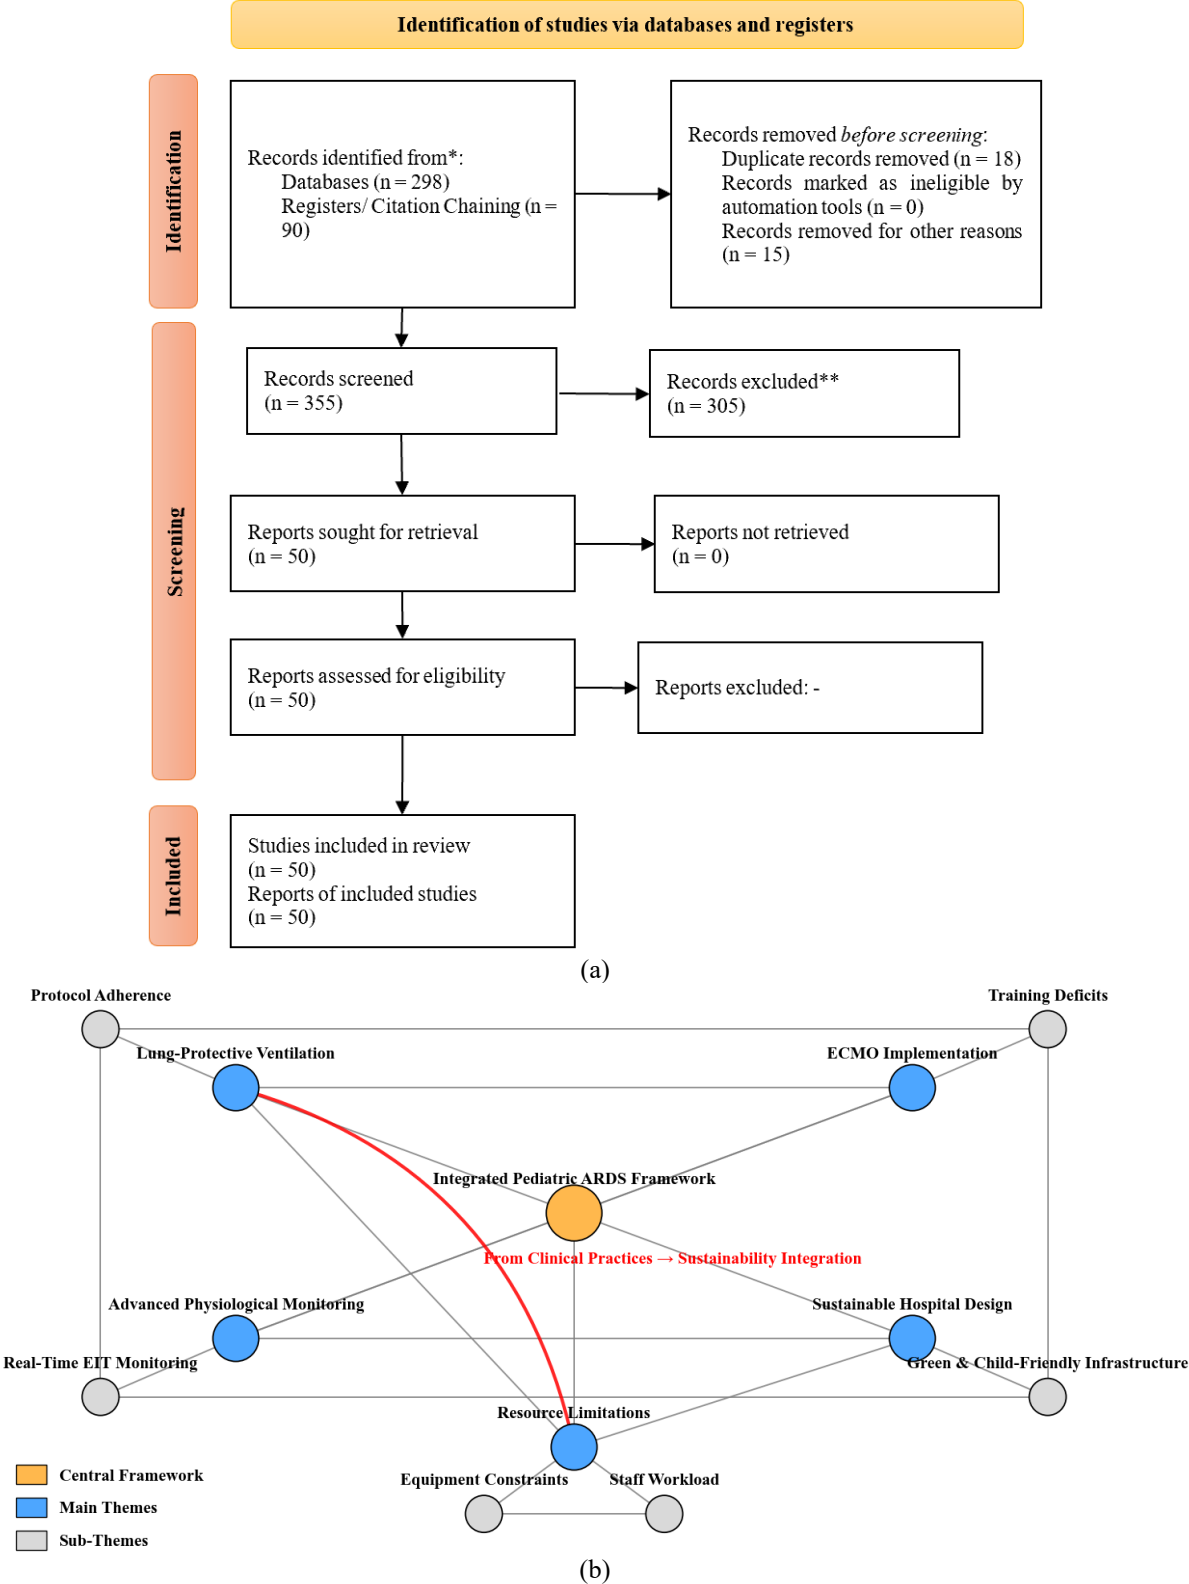 Identification of studies via databases and registers
Identification
Records identified from*:
Databases (n = 298)
Registers/ Citation Chaining (n =
90)
Records removed before screening:
Duplicate records removed (n = 18)
Records marked as ineligible by
automation tools (n = 0)
Records removed for other reasons
(n = 15)
Screening
Records screened
(n = 355)
Records excluded**
(n = 305)
Reports sought for retrieval
(n = 50)
Reports not retrieved
(n = 0)
Reports assessed for eligibility
(n = 50)
Reports excluded: -
Included
Studies included in review
(n = 50)
Reports of included studies
(n = 50)
(a)
Protocol Adherence
Training Deficits
Lung-Protective Ventilation
ECMO Implementation
Integrated Pediatric ARDS Framework
From Clinical Practices → Sustainability Integration
Advanced Physiological Monitoring
Sustainable Hospital Design
Real-Time EIT Monitoring
Green & Child-Friendly Infrastructure
Resource Limitations
Equipment Constraints
Staff Workload
Central Framework
Main Themes
Sub-Themes
(b)